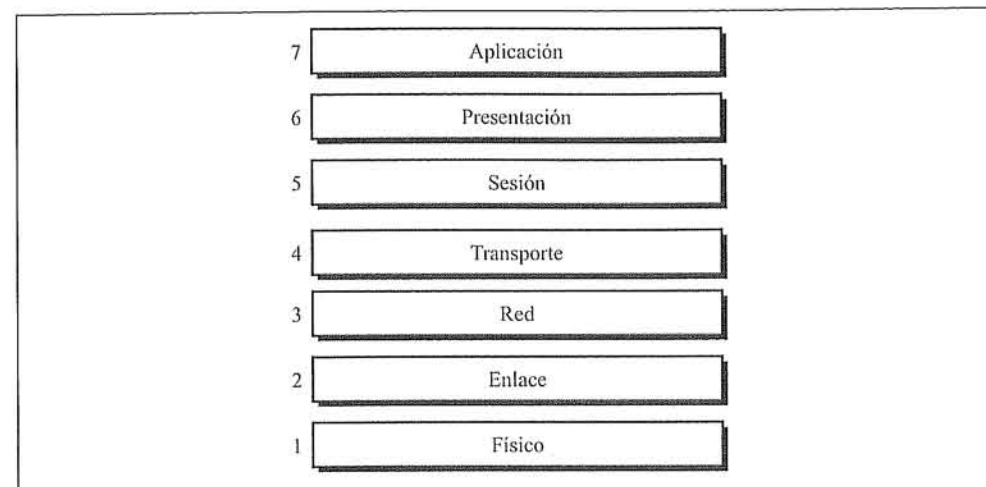 7 Aplicación
6 Presentación
5 Sesión
4 Transporte
3 Red
2 Enlace
1 Físico